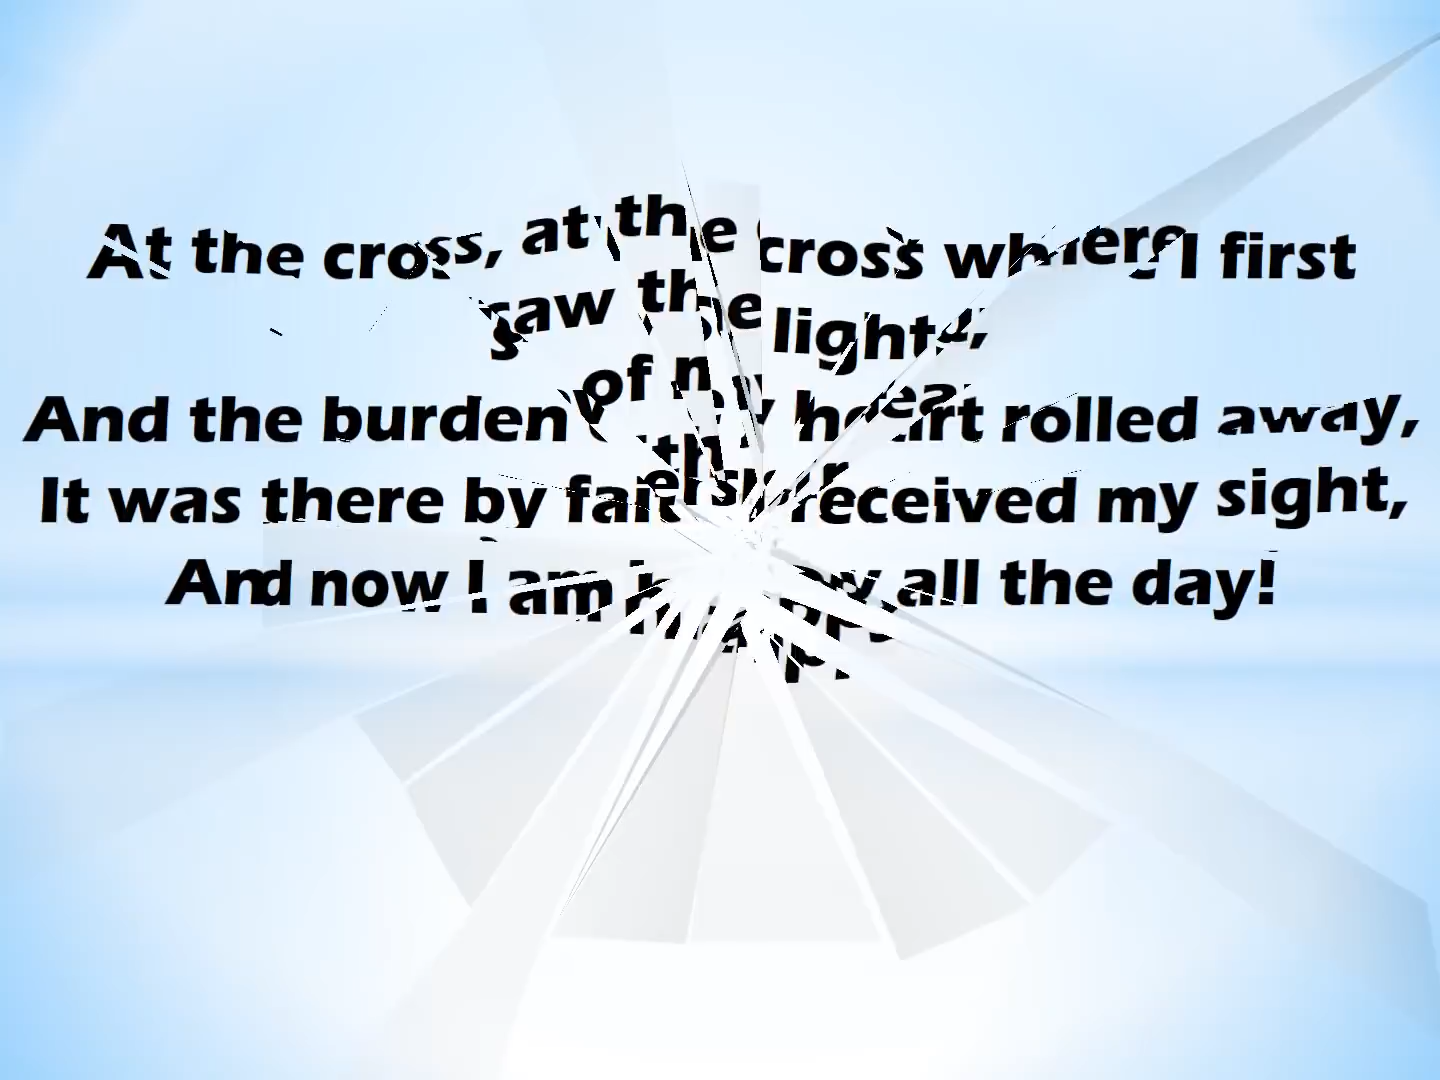 At the cross, at the cross where I first
saw the light,
And the burden of my heart rolled away,
It was there by faith I received my sight,
And now I am happy all the day!